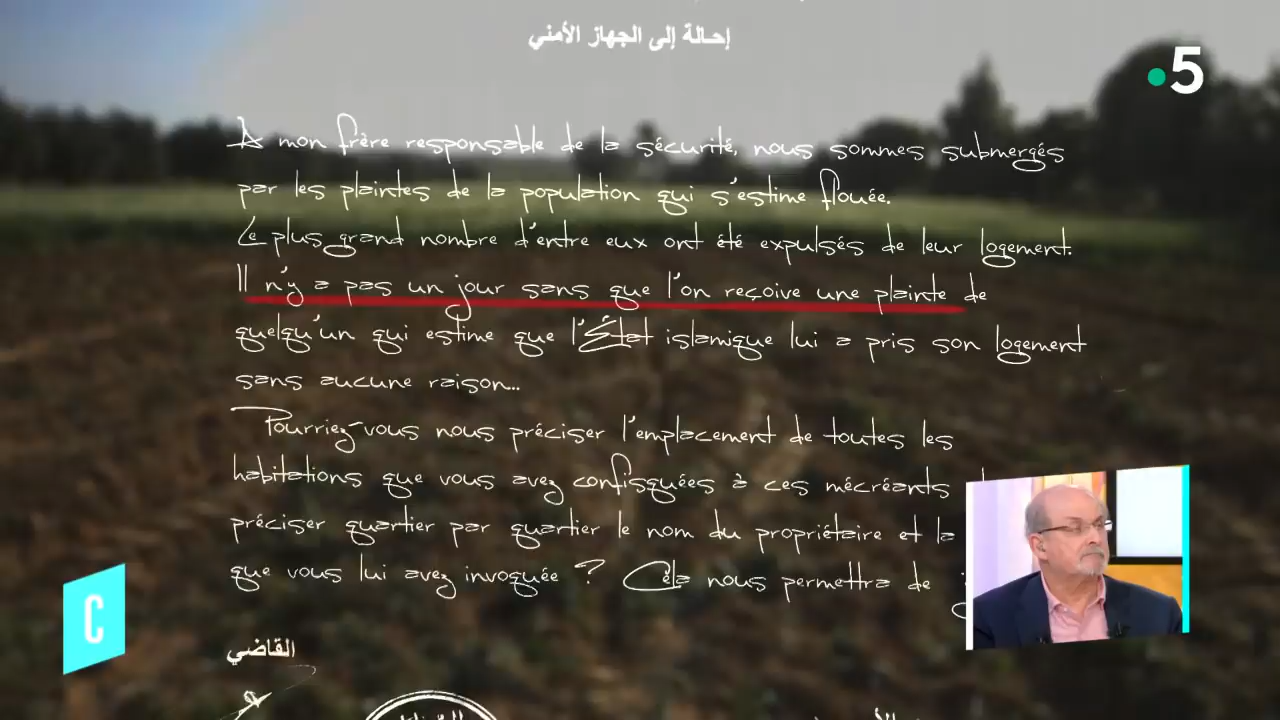 إحالة إلى الجهاز الأمني
5
A mon frère responsable de la sécurité, nous sommes submergés
par les plaintes de la population qui s'estime flouée.
Le plus grand nombre d'entre eux ont été expulsés de leur logement.
Il n'y a pas un jour sans que l'on reçoive une plainte de
quelqu'un qui estime que l'État islamique lui a pris son logement
sans aucune raison...
Pourriez-vous nous préciser l'emplacement de toutes les
habitations que vous avez confisquées à ces mécréants
préciser quartier par quartier le nom du propriétaire et la
que vous lui avez invoquée ? Cela nous permettra de
C
القاضي